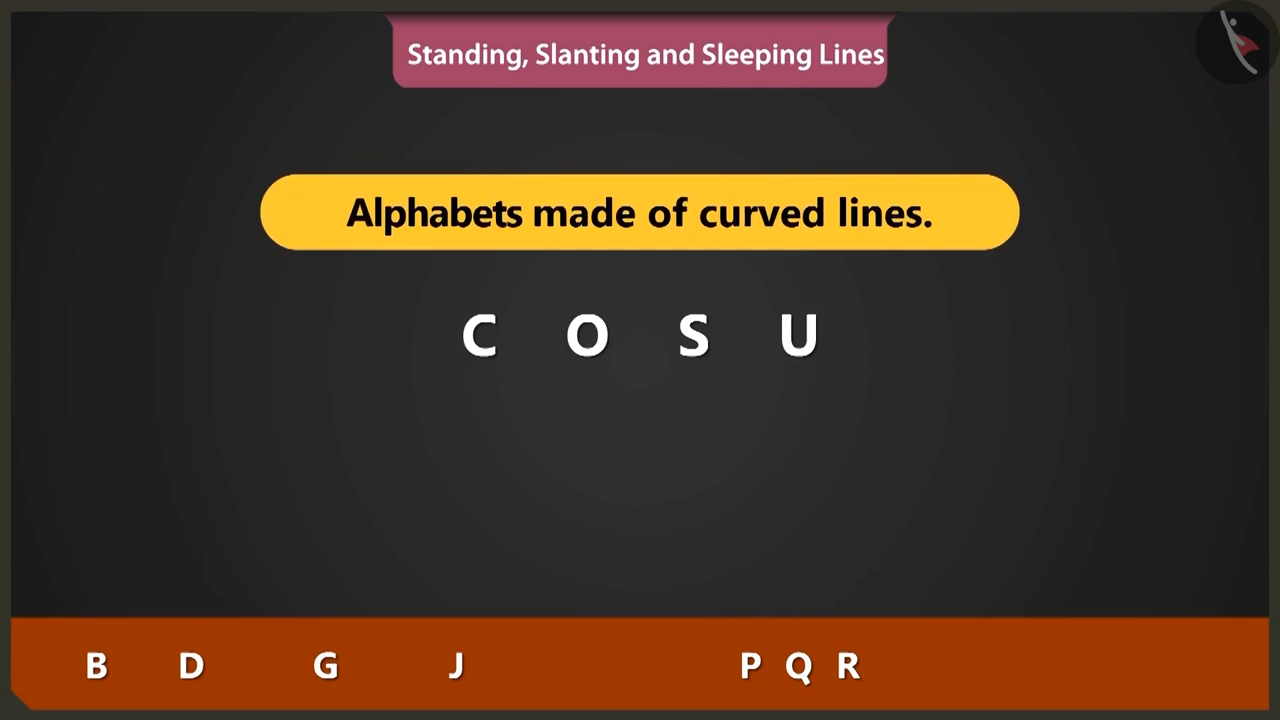 Standing, Slanting and Sleeping Lines
Alphabets made of curved lines.
C O S U
B D G J P Q R